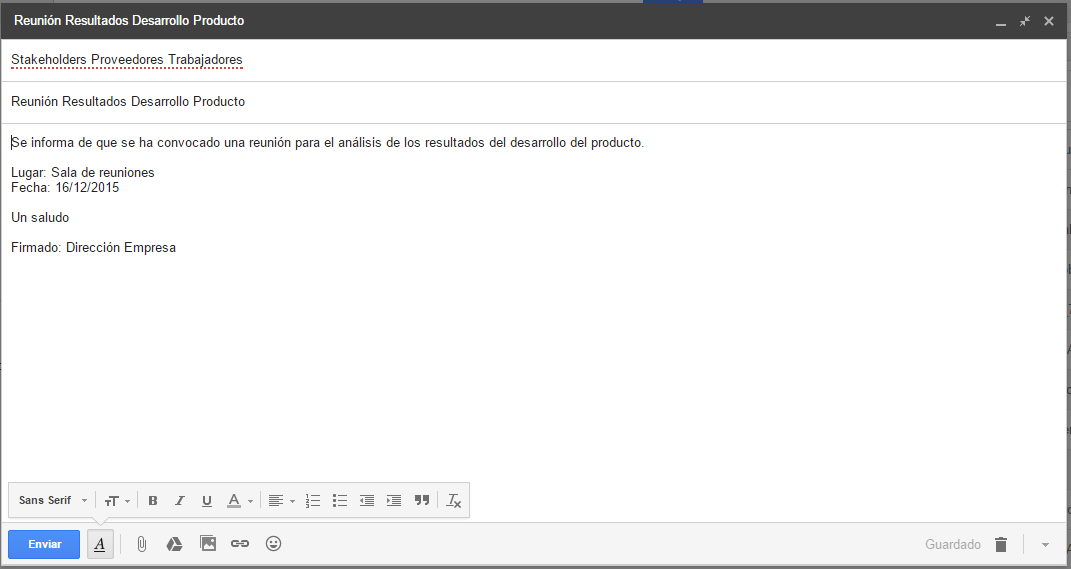 Reunión Resultados Desarrollo Producto
Stakeholders Proveedores Trabajadores
Reunión Resultados Desarrollo Producto
Se informa de que se ha convocado una reunión para el análisis de los resultados del desarrollo del producto.
Lugar: Sala de reuniones
Fecha: 16/12/2015
Un saludo
Firmado: Dirección Empresa
Sans Serif
Enviar
Guardado